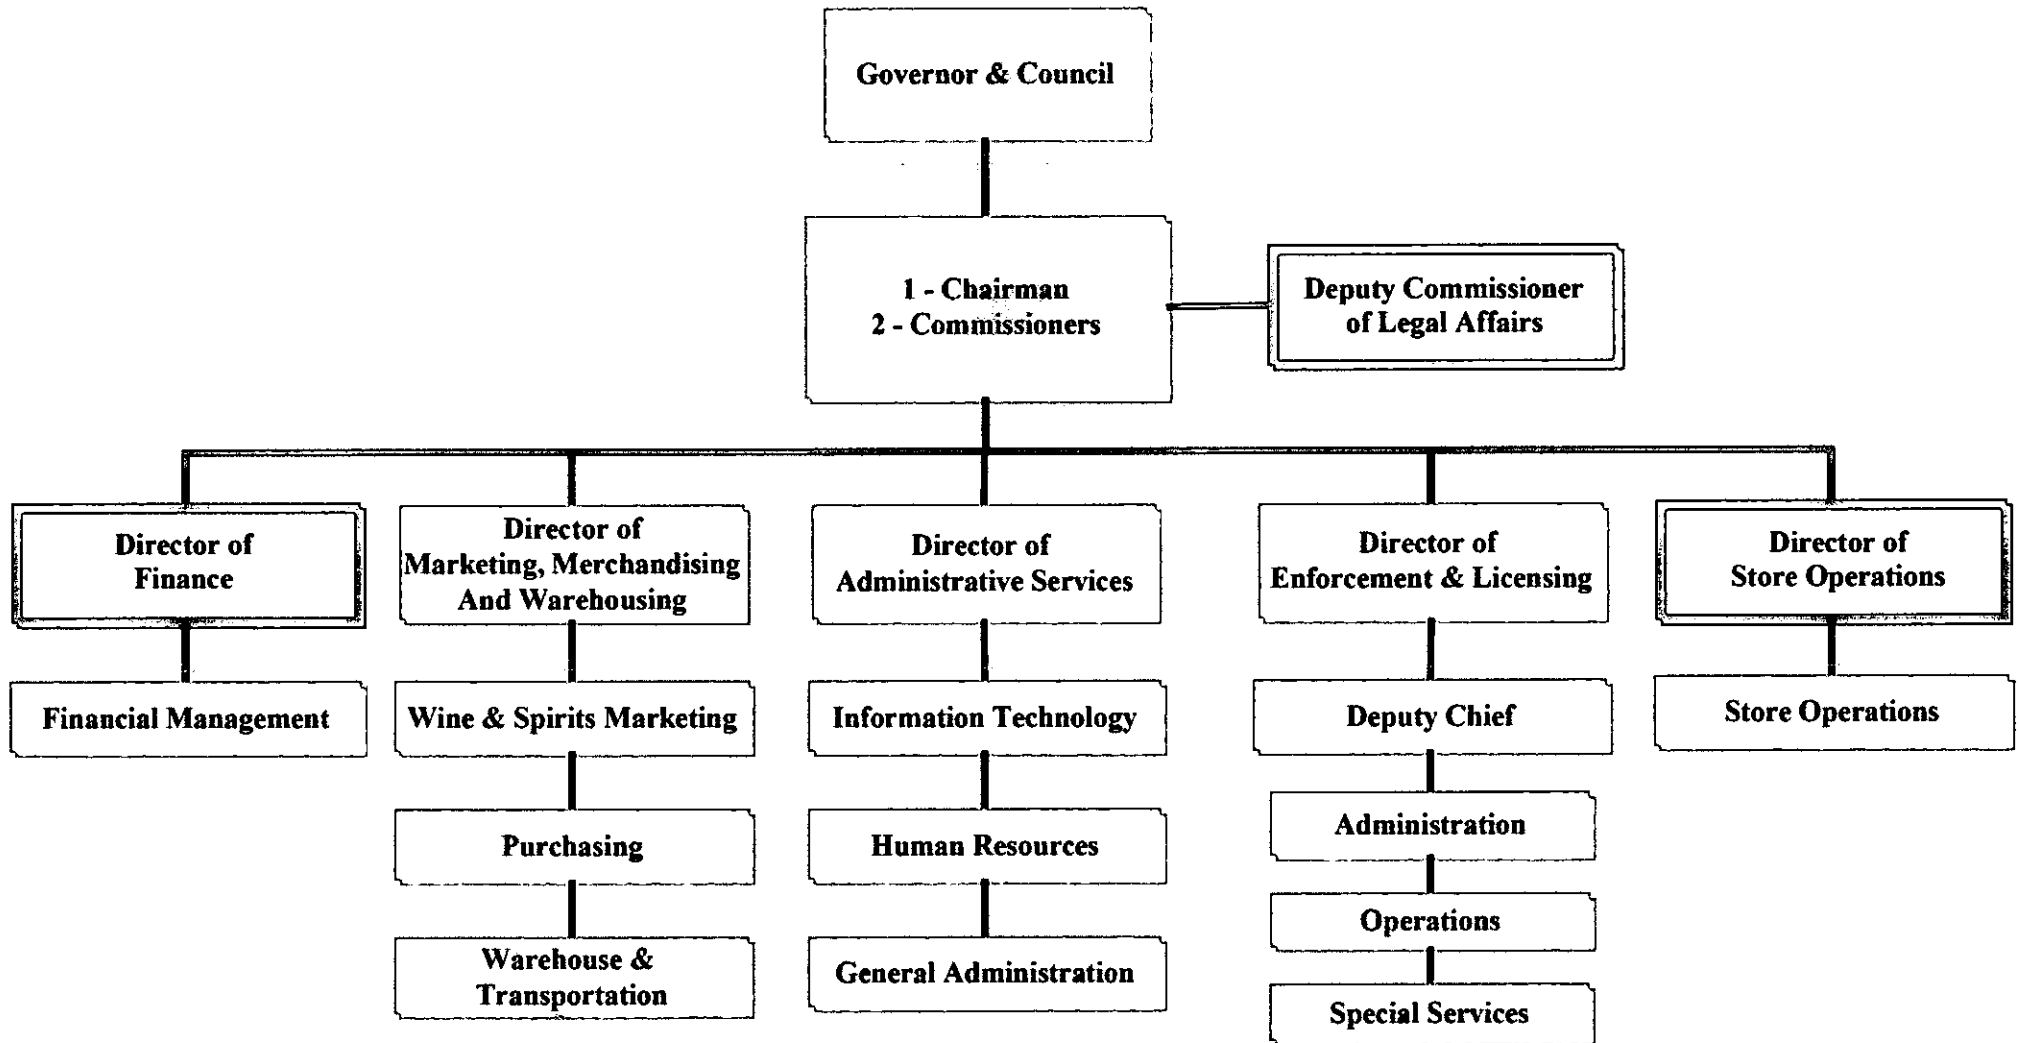 Governor & Council
1 - Chairman
2 - Commissioners
Deputy Commissioner
of Legal Affairs
Director of
Finance
Director of
Marketing, Merchandising
And Warehousing
Director of
Administrative Services
Director of
Enforcement & Licensing
Director of
Store Operations
Financial Management
Wine & Spirits Marketing
Information Technology
Deputy Chief
Store Operations
Purchasing
Human Resources
Administration
Operations
Warehouse &
Transportation
General Administration
Special Services